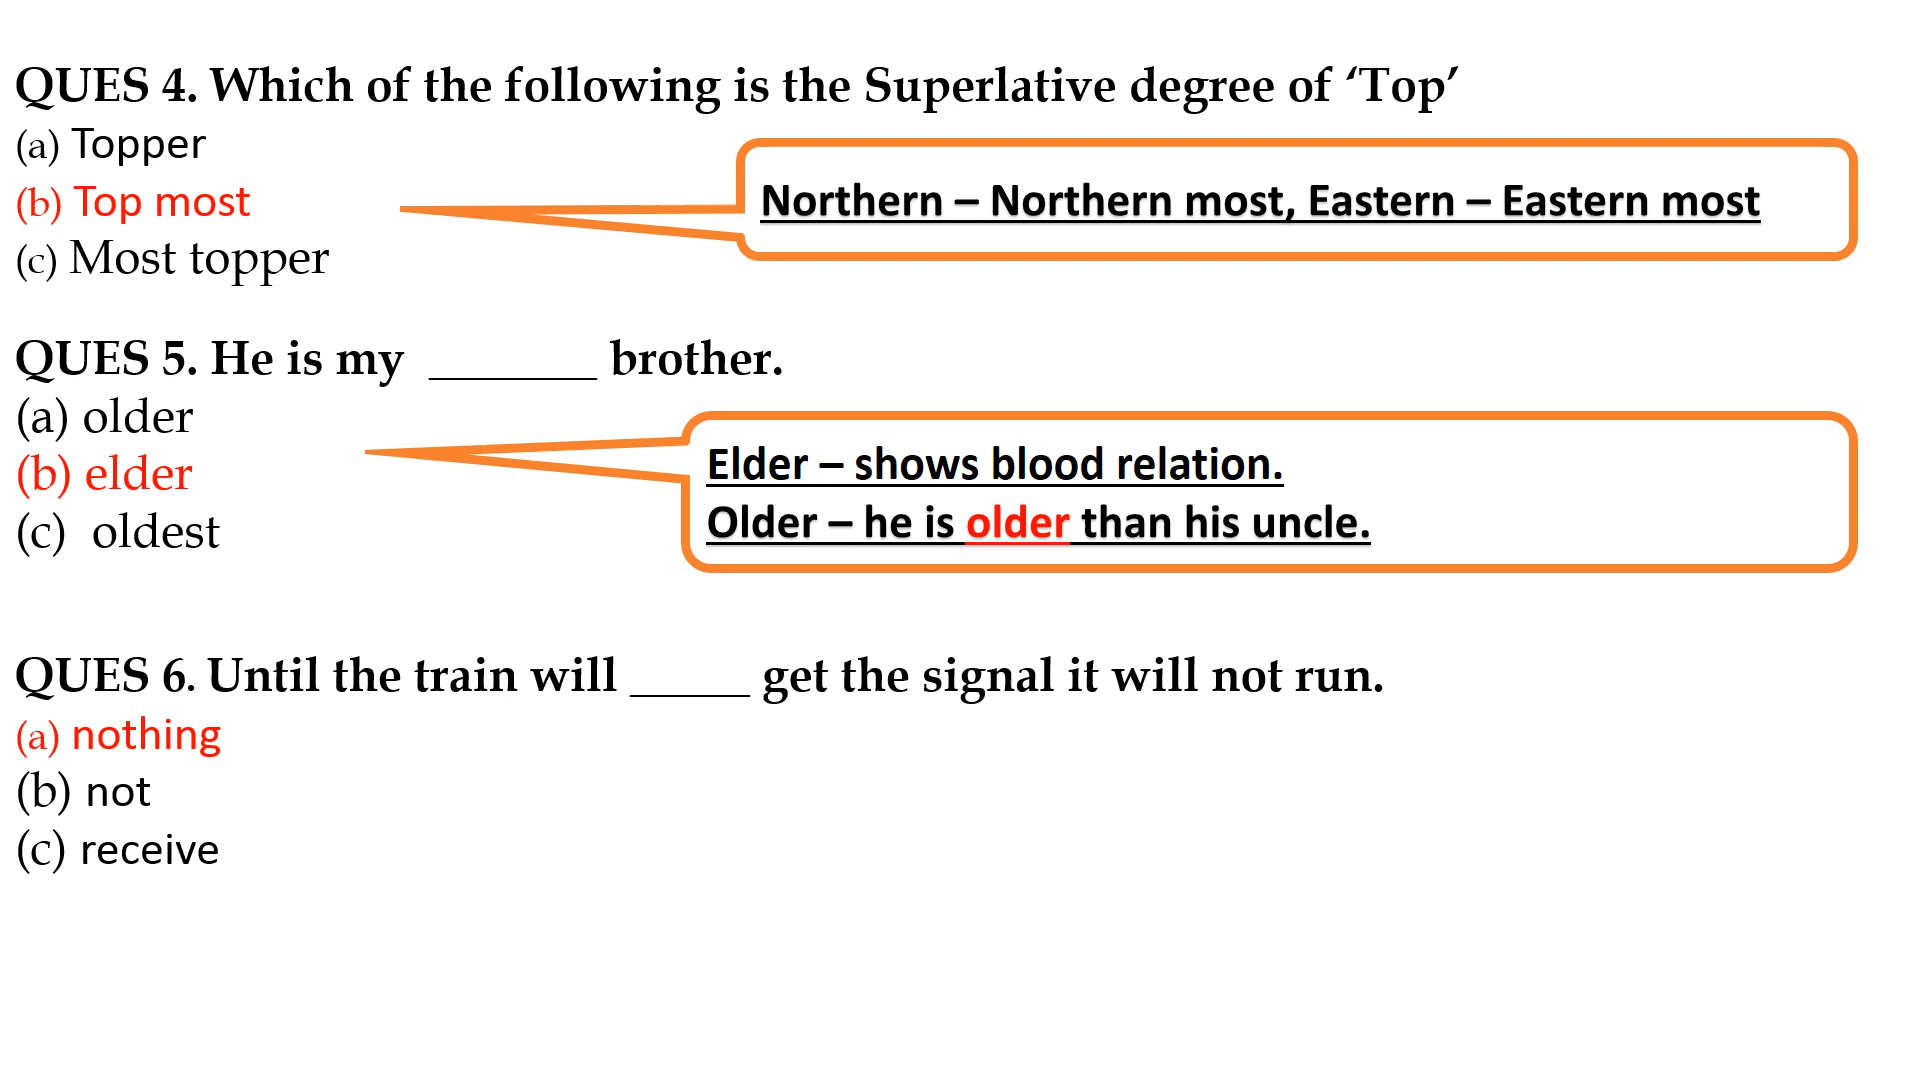 QUES 4. Which of the following is the Superlative degree of ‘Top’
(a) Topper
(b) Top most
(c) Most topper
Northern – Northern most, Eastern – Eastern most
QUES 5. He is my _______ brother.
(a) older
(b) elder
(c) oldest
Elder – shows blood relation.
Older – he is older than his uncle.
QUES 6. Until the train will _____ get the signal it will not run.
(a) nothing
(b) not
(c) receive